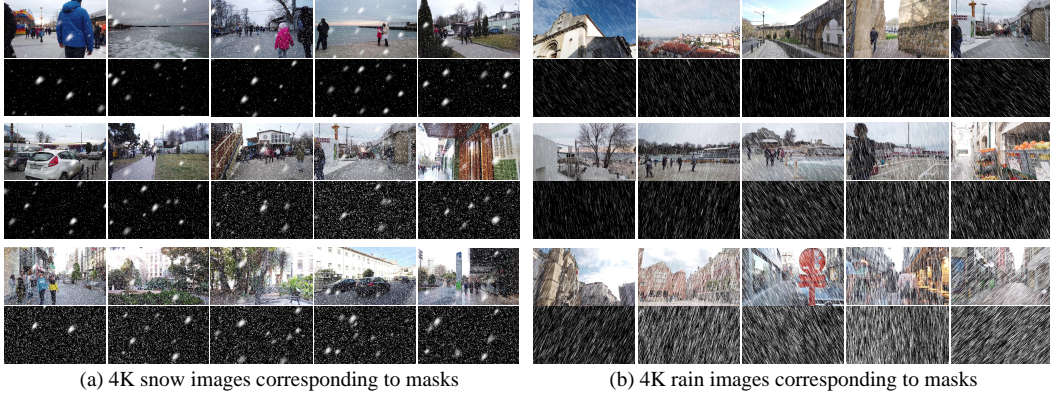 (a) 4K snow images corresponding to masks
(b) 4K rain images corresponding to masks